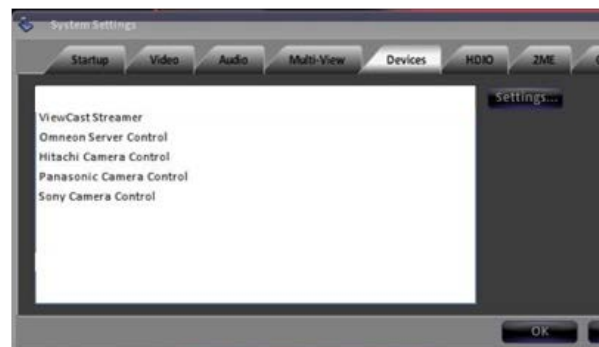 System Settings
Startup Video Audio Multi-View Devices HDIO 2ME
Settings...
ViewCast Streamer
Omneon Server Control
Hitachi Camera Control
Panasonic Camera Control
Sony Camera Control
OK